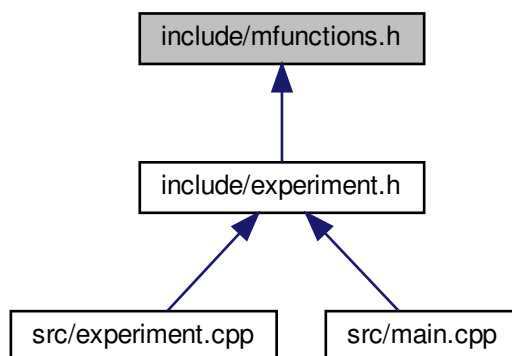 include/mfunctions.h
include/experiment.h
src/experiment.cpp
src/main.cpp